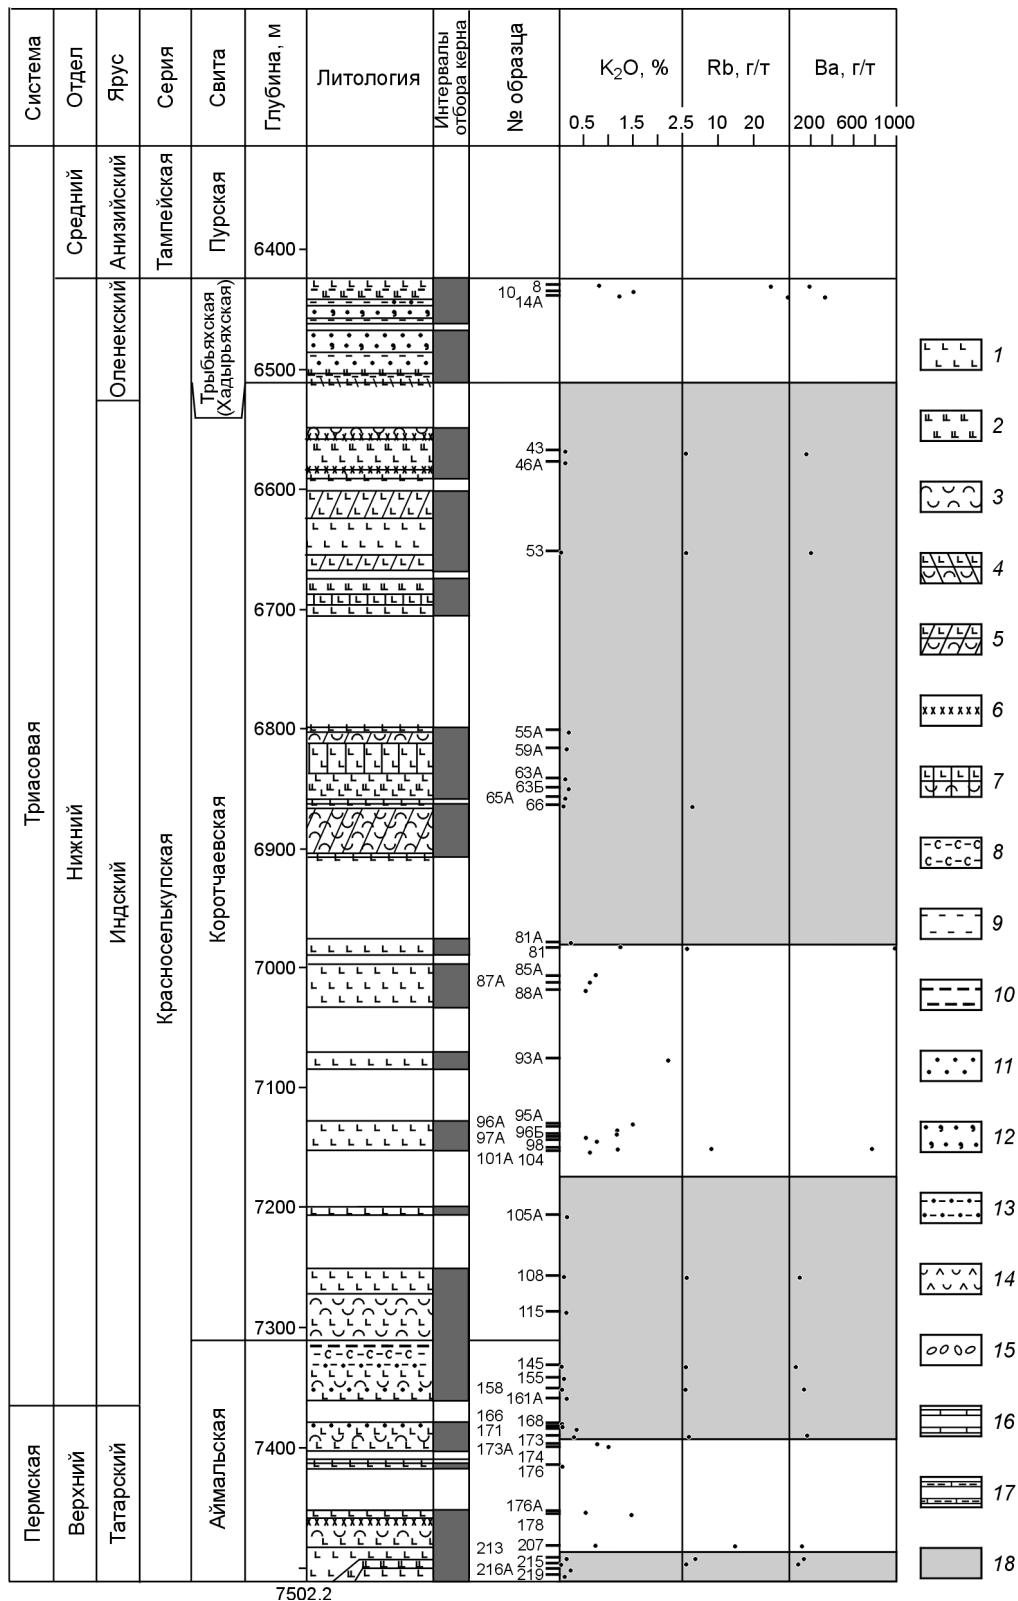 Система
Отдел
Ярус
Серия
Свита
Глубина, м
Литология
Интервалы
отбора керна
№ образца
K₂O, %
Rb, г/т
Ba, г/т
0.5 1.5 2.5 10 20 200 600 1000
Триасовая
Пермская
Средний
Нижний
Верхний
Анизийский
Оленекский
Индский
Татарский
Тампейская
Красноселькупская
Пурская
Трыбьяхская
(Хадырьяхская)
Коротчаевская
Аймальская
6400
6500
6600
6700
6800
6900
7000
7100
7200
7300
7400
7502.2
10 8
14А
43
46А
53
55А
59А
63А
63Б
65А
66
81А
81
85А
87А
88А
93А
95А
96А
96Б
97А
98
101А 104
105А
108
115
145
155
158
161А
166
168
171
173
173А
174
176
176А
178
207
213
215
216А
219
1
2
3
4
5
6
7
8
9
10
11
12
13
14
15
16
17
18